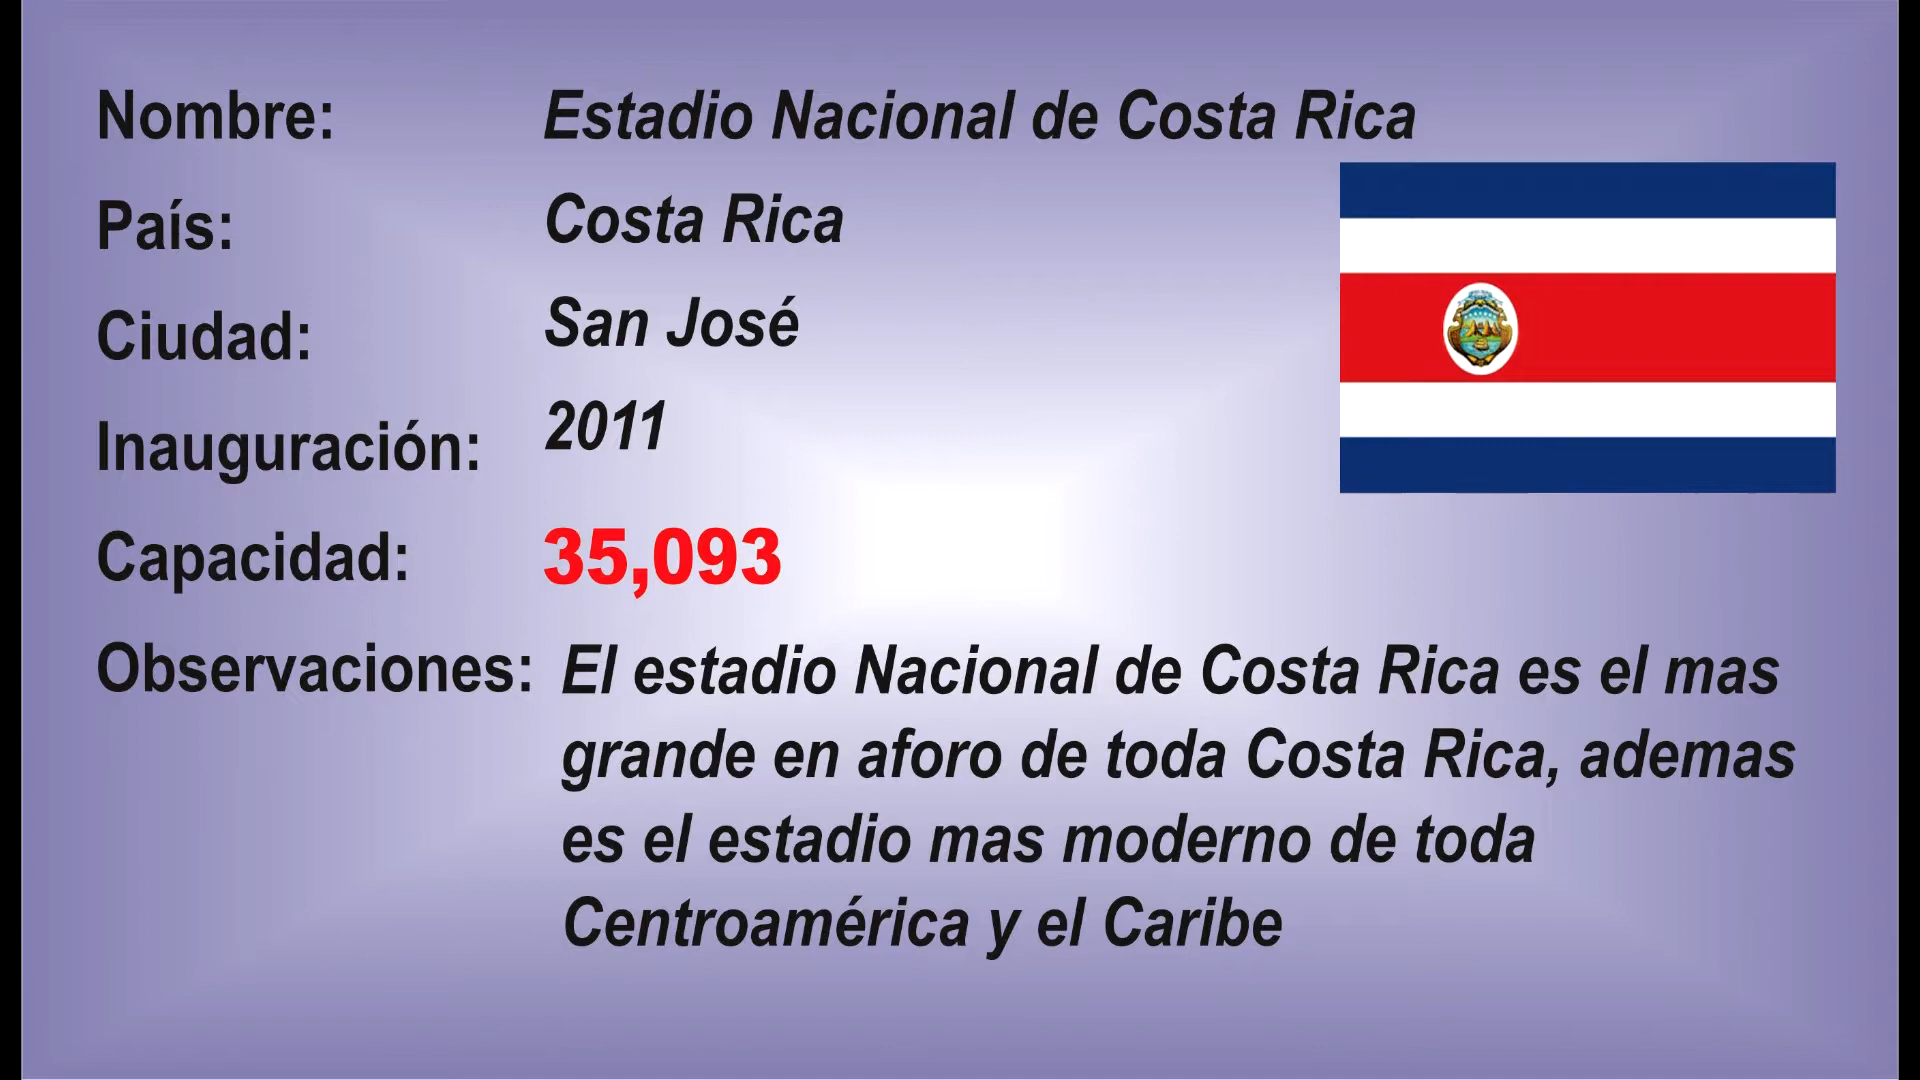 Nombre: Estadio Nacional de Costa Rica
País: Costa Rica
Ciudad: San José
Inauguración: 2011
Capacidad: 35,093
Observaciones: El estadio Nacional de Costa Rica es el mas
grande en aforo de toda Costa Rica, ademas
es el estadio mas moderno de toda
Centroamérica y el Caribe